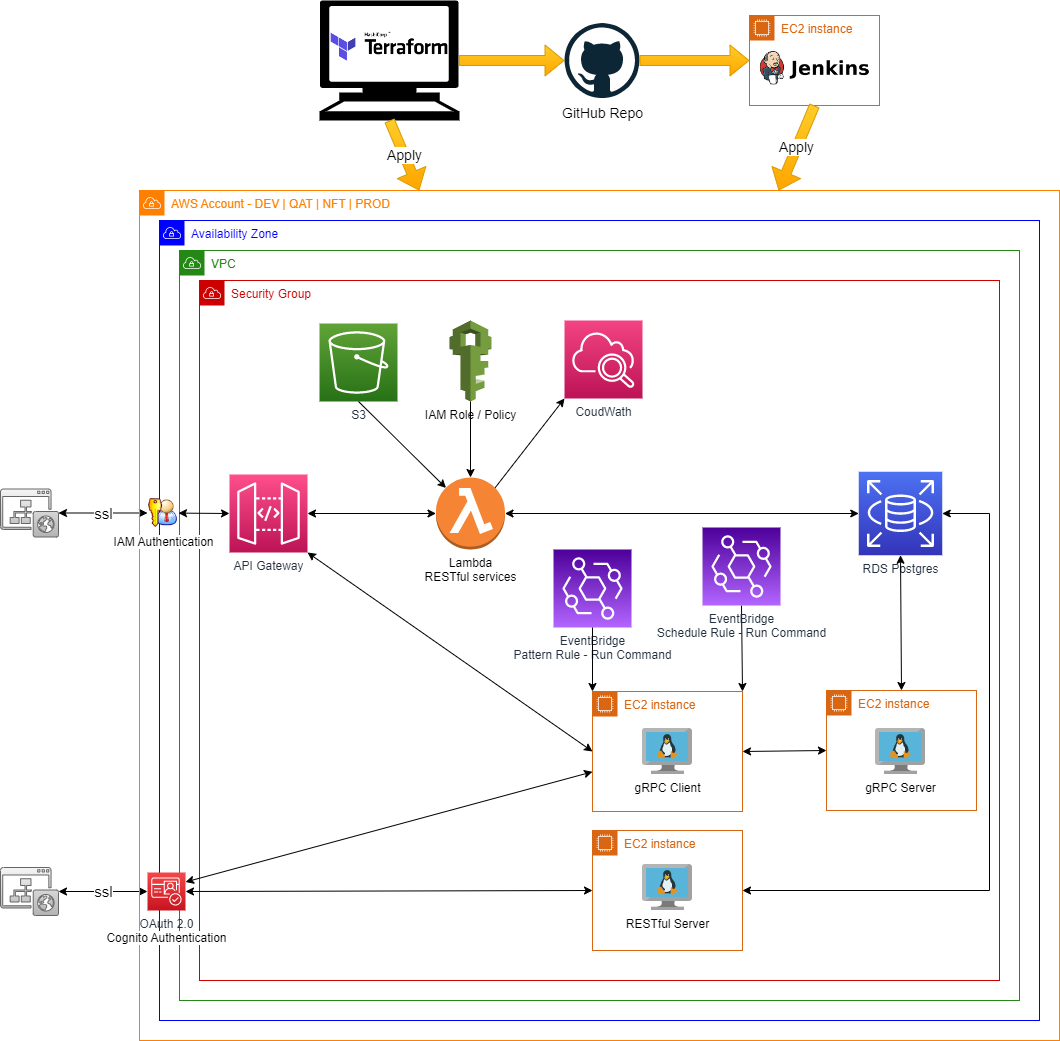 HashiCorp
Terraform
GitHub Repo
EC2 instance
Jenkins
Apply
Apply
AWS Account - DEV | QAT | NFT | PROD
Availability Zone
VPC
Security Group
S3
IAM Role / Policy
CoudWath
ssl
IAM Authentication
API Gateway
Lambda
RESTful services
RDS Postgres
EventBridge
Pattern Rule - Run Command
EventBridge
Schedule Rule - Run Command
EC2 instance
gRPC Client
EC2 instance
gRPC Server
EC2 instance
RESTful Server
ssl
OAuth 2.0
Cognito Authentication